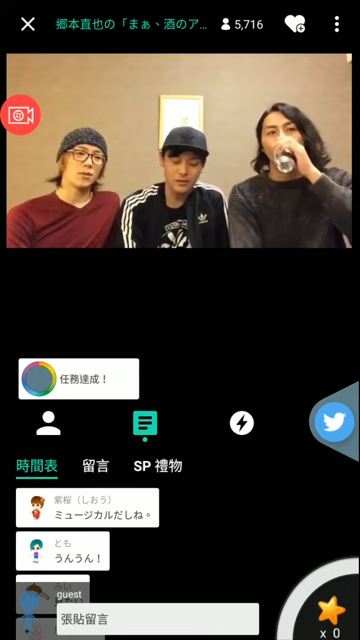 郷本直也の「まぁ、酒のア...
5,716
任務達成！
時間表
留言
SP 禮物
紫桜（しおう）
ミュージカルだしね。
とも
うんうん！
みい
guest
張貼留言
x 0